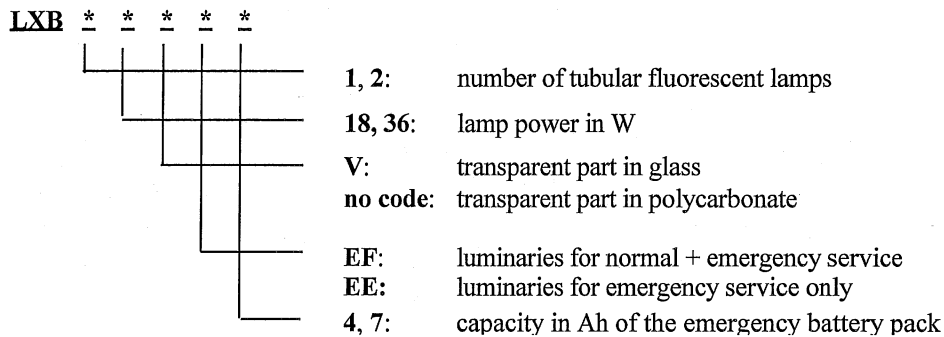 LXB * * * * *
1, 2: number of tubular fluorescent lamps
18, 36: lamp power in W
V: transparent part in glass
no code: transparent part in polycarbonate
EF: luminaries for normal + emergency service
EE: luminaries for emergency service only
4, 7: capacity in Ah of the emergency battery pack